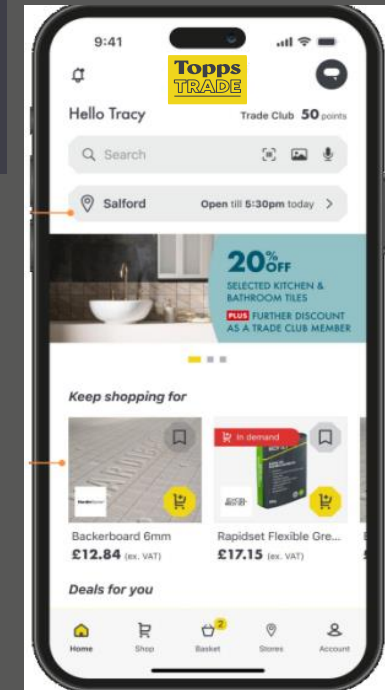 9:41
Topps
TRADE
Hello Tracy
Trade Club 50 points
Search
Salford
Open till 5:30pm today
20% OFF
SELECTED KITCHEN &
BATHROOM TILES
PLUS FURTHER DISCOUNT
AS A TRADE CLUB MEMBER
Keep shopping for
In demand
Backerboard 6mm
Rapidset Flexible Gre...
£12.84 (ex. VAT)
£17.15 (ex. VAT)
Deals for you
2
Home
Shop
Basket
Stores
Account